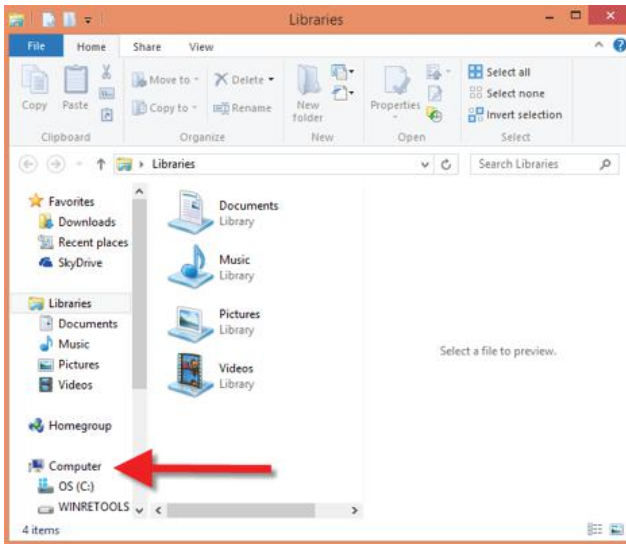 Libraries
File Home Share View
Copy
Paste
Move to
Copy to
Delete
Rename
New
folder
Properties
Select all
Select none
Invert selection
Clipboard Organize New Open Select
Libraries
Search Libraries
Favorites
Downloads
Recent places
SkyDrive
Libraries
Documents
Music
Pictures
Videos
Homegroup
Computer
OS (C:)
WINRETOOLS
Documents
Library
Music
Library
Pictures
Library
Videos
Library
Select a file to preview.
4 items